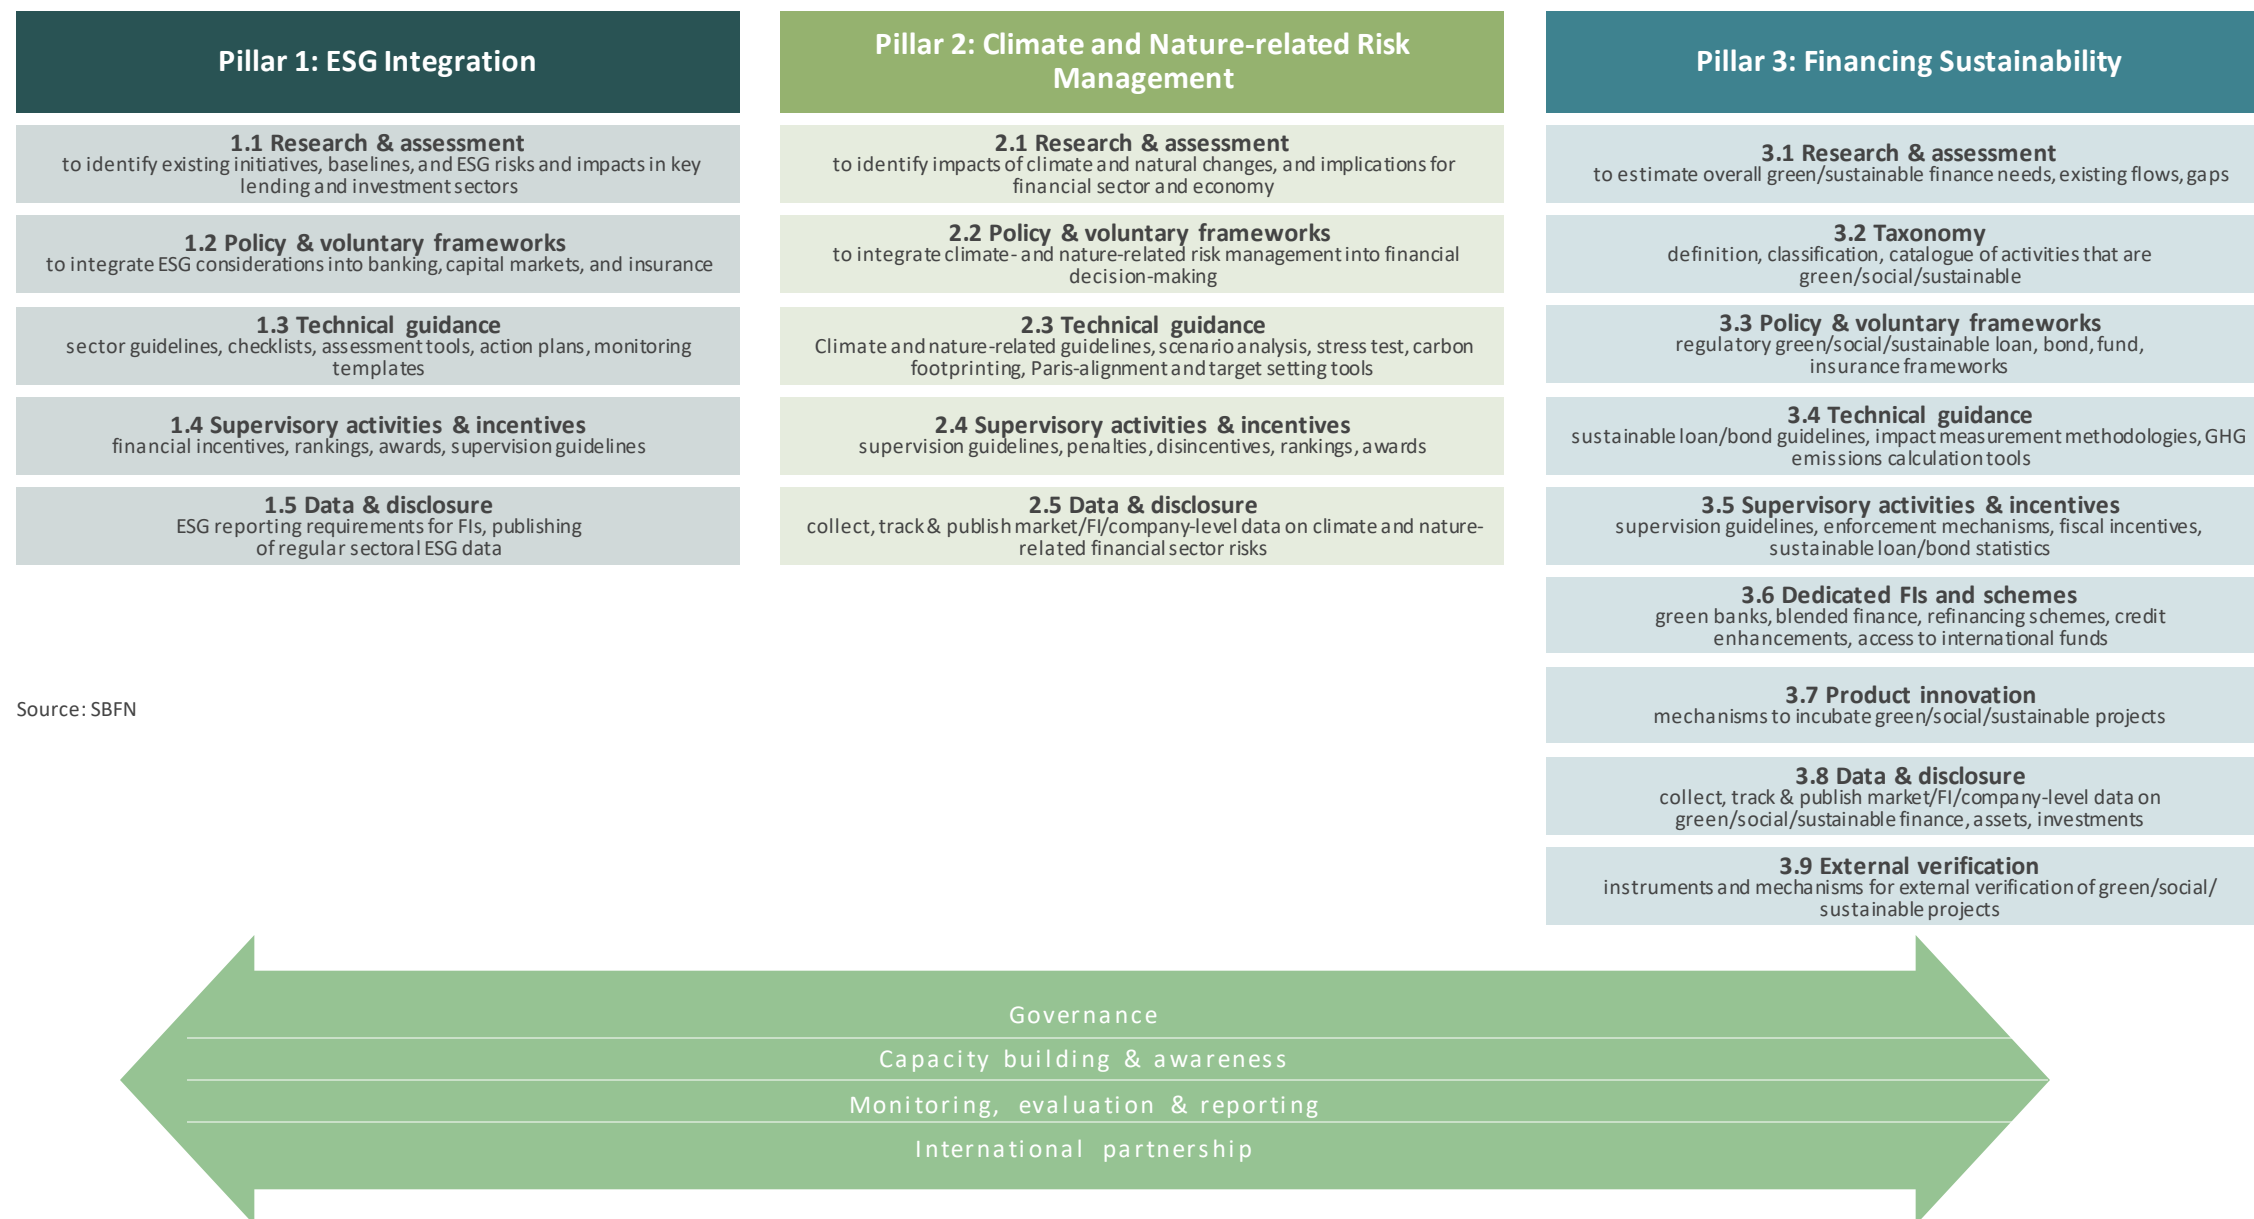 Pillar 1: ESG Integration
1.1 Research & assessment
to identify existing initiatives, baselines, and ESG risks and impacts in key
lending and investment sectors
1.2 Policy & voluntary frameworks
to integrate ESG considerations into banking, capital markets, and insurance
1.3 Technical guidance
sector guidelines, checklists, assessment tools, action plans, monitoring
templates
1.4 Supervisory activities & incentives
financial incentives, rankings, awards, supervision guidelines
1.5 Data & disclosure
ESG reporting requirements for FIs, publishing
of regular sectoral ESG data
Source: SBFN
Pillar 2: Climate and Nature-related Risk
Management
2.1 Research & assessment
to identify impacts of climate and natural changes, and implications for
financial sector and economy
2.2 Policy & voluntary frameworks
to integrate climate- and nature-related risk management into financial
decision-making
2.3 Technical guidance
Climate and nature-related guidelines, scenario analysis, stress test, carbon
footprinting, Paris-alignment and target setting tools
2.4 Supervisory activities & incentives
supervision guidelines, penalties, disincentives, rankings, awards
2.5 Data & disclosure
collect, track & publish market/FI/company-level data on climate and nature-
related financial sector risks
Pillar 3: Financing Sustainability
3.1 Research & assessment
to estimate overall green/sustainable finance needs, existing flows, gaps
3.2 Taxonomy
definition, classification, catalogue of activities that are
green/social/sustainable
3.3 Policy & voluntary frameworks
regulatory green/social/sustainable loan, bond, fund,
insurance frameworks
3.4 Technical guidance
sustainable loan/bond guidelines, impact measurement methodologies, GHG
emissions calculation tools
3.5 Supervisory activities & incentives
supervision guidelines, enforcement mechanisms, fiscal incentives,
sustainable loan/bond statistics
3.6 Dedicated FIs and schemes
green banks, blended finance, refinancing schemes, credit
enhancements, access to international funds
3.7 Product innovation
mechanisms to incubate green/social/sustainable projects
3.8 Data & disclosure
collect, track & publish market/FI/company-level data on
green/social/sustainable finance, assets, investments
3.9 External verification
instruments and mechanisms for external verification of green/social/
sustainable projects
Governance
Capacity building & awareness
Monitoring, evaluation & reporting
International partnership